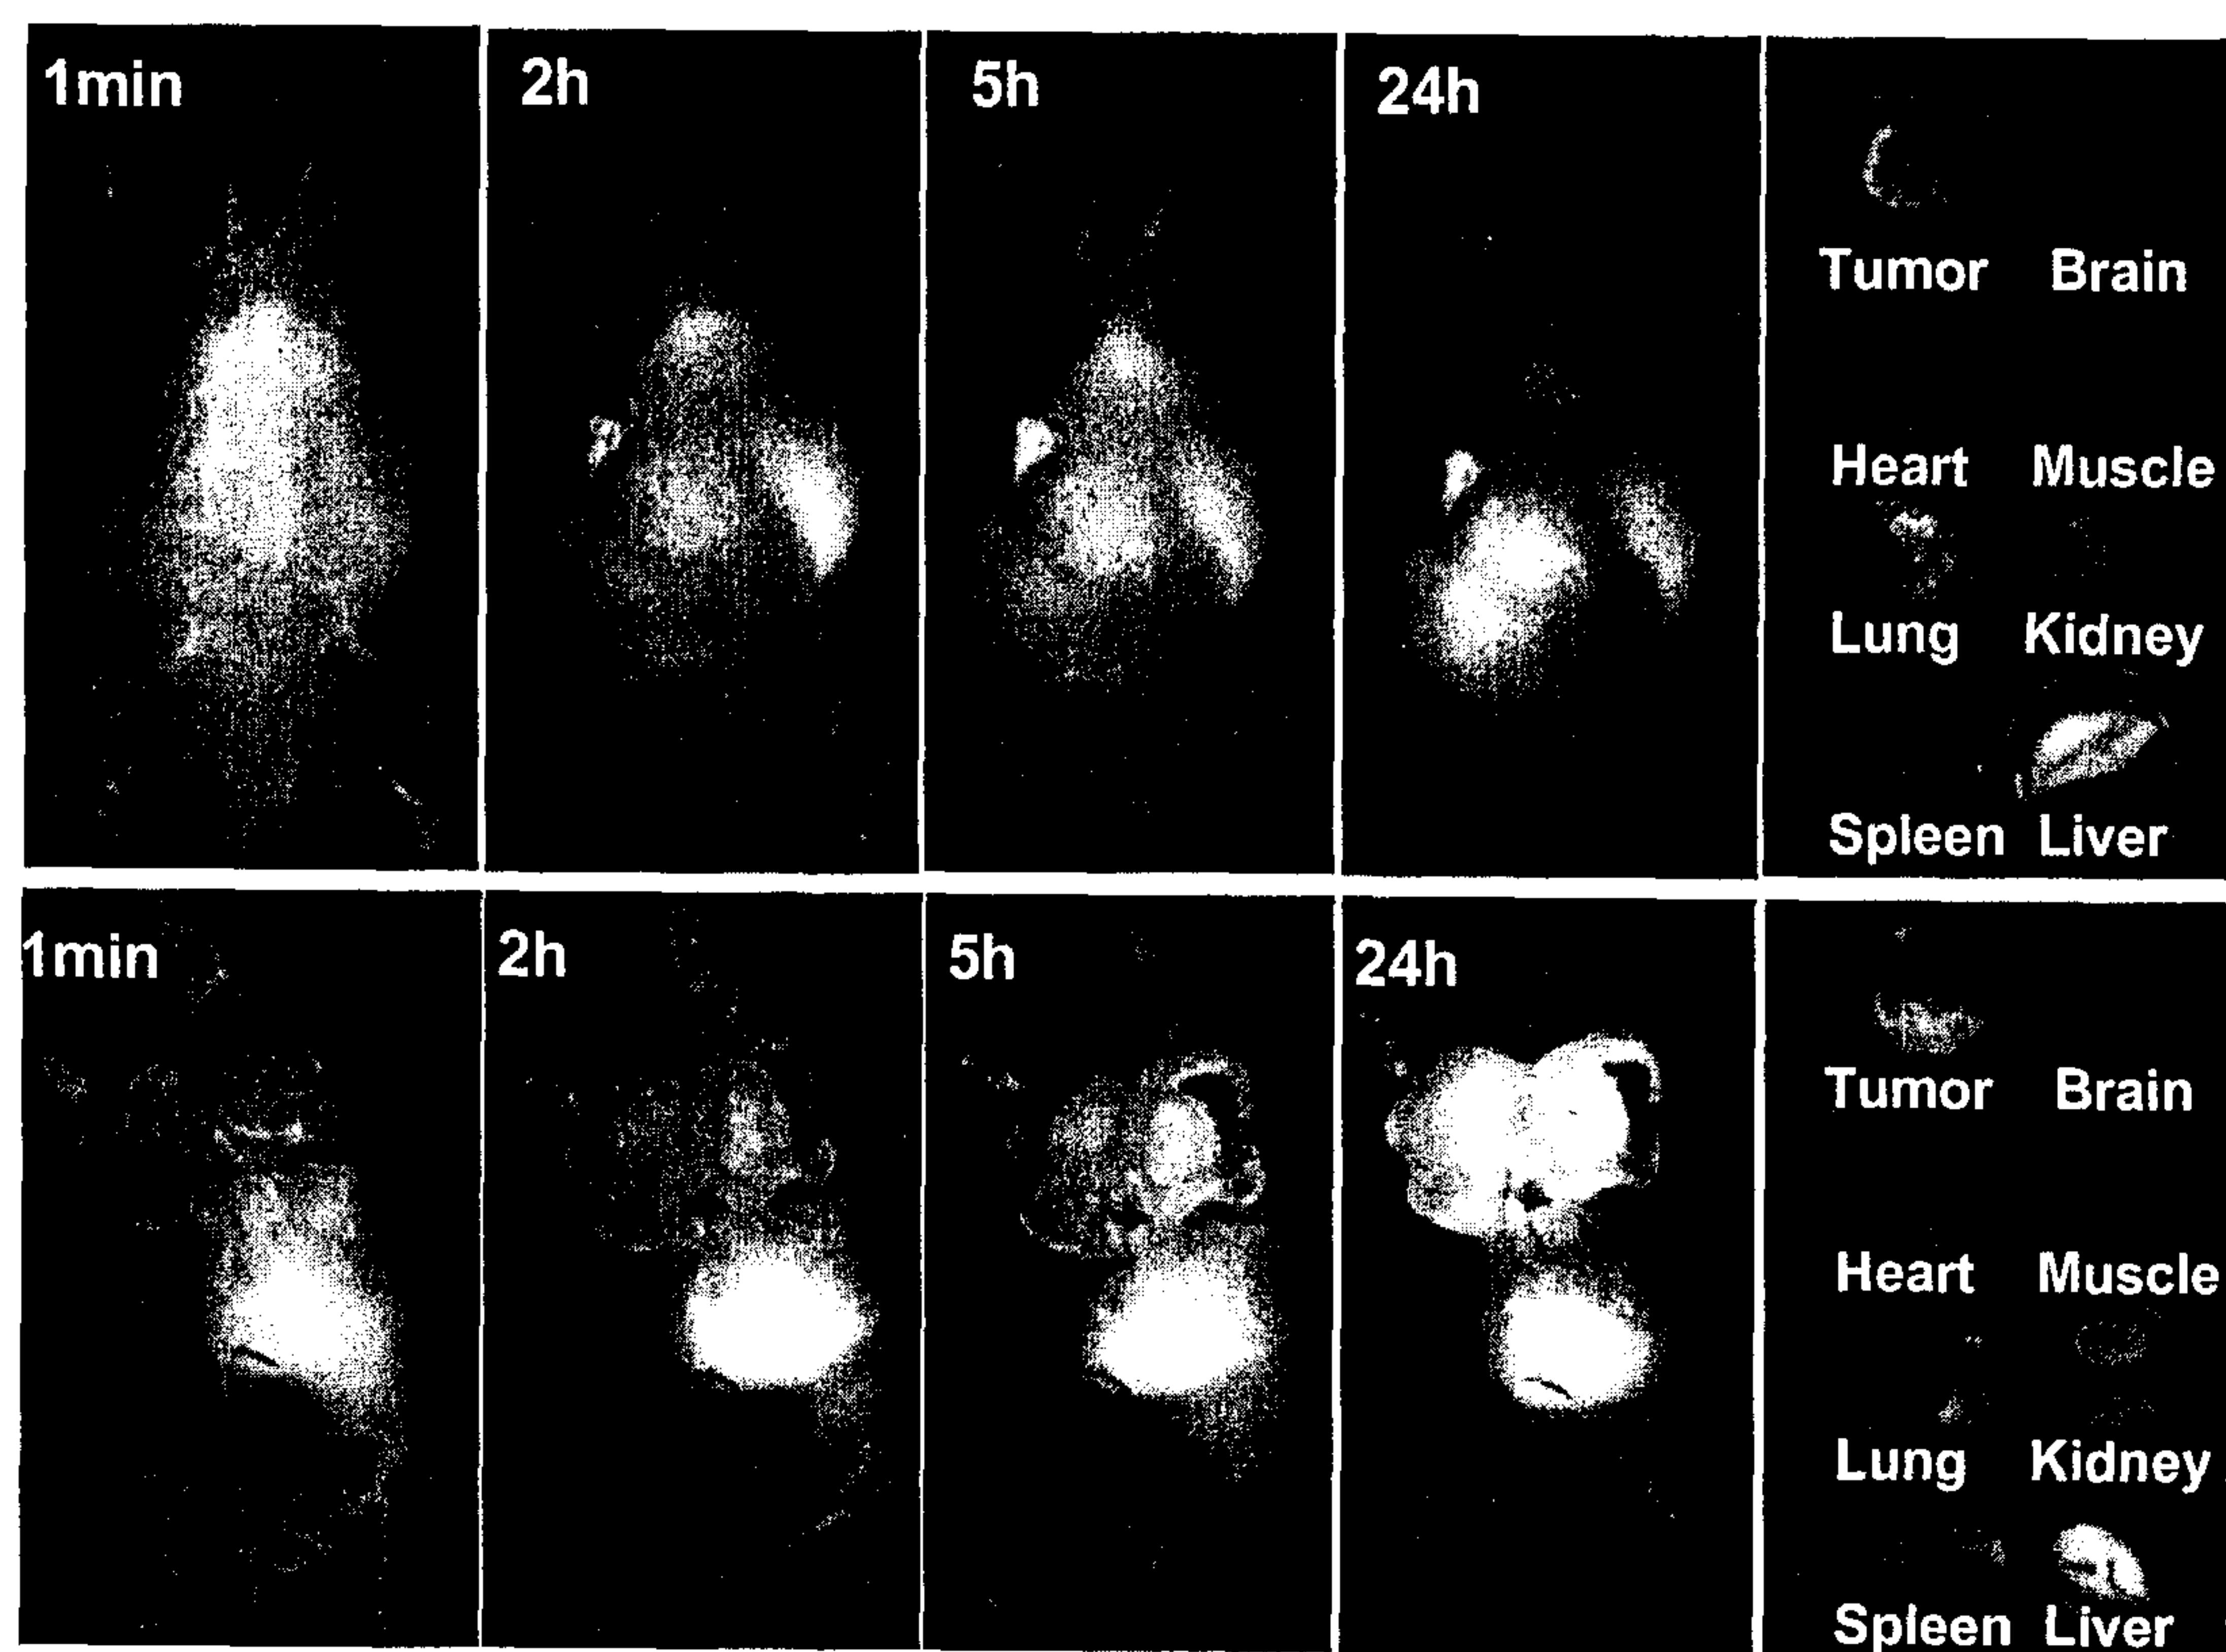 1min 2h 5h 24h
Tumor Brain
Heart Muscle
Lung Kidney
Spleen Liver
1min 2h 5h 24h
Tumor Brain
Heart Muscle
Lung Kidney
Spleen Liver